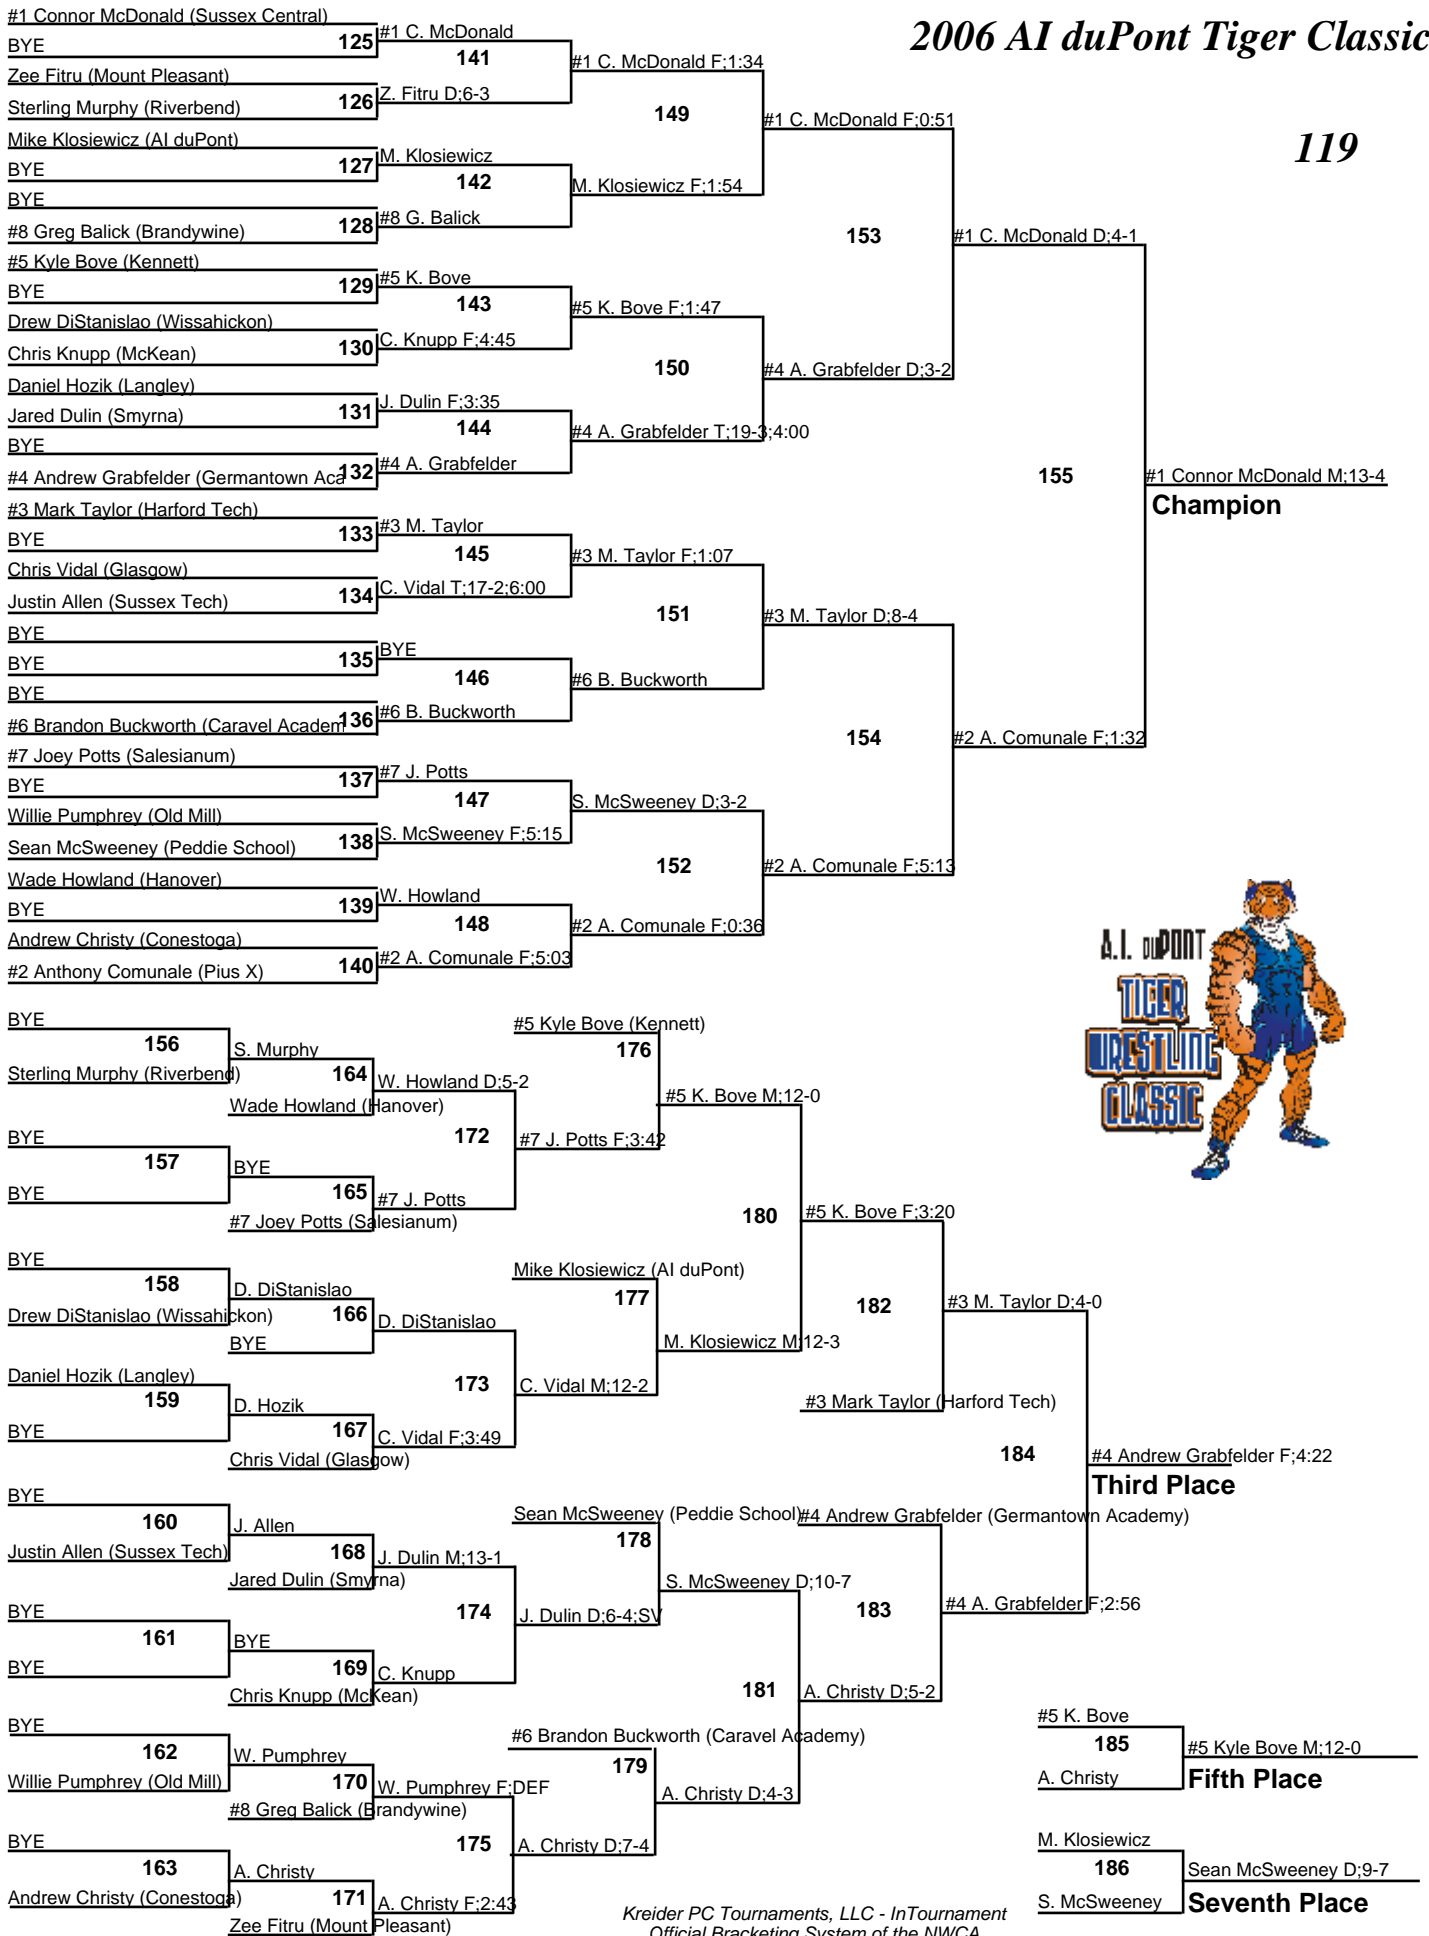 2006 AI duPont Tiger Classic
119
#1 Connor McDonald (Sussex Central)
BYE
125
#1 C. McDonald
141
Zee Fitru (Mount Pleasant)
Sterling Murphy (Riverbend)
126
Z. Fitru D;6-3
#1 C. McDonald F;1:34
149
Mike Klosiewicz (AI duPont)
BYE
127
M. Klosiewicz
142
BYE
#8 Greg Balick (Brandywine)
128
#8 G. Balick
M. Klosiewicz F;1:54
#1 C. McDonald F;0:51
153
#5 Kyle Bove (Kennett)
BYE
129
#5 K. Bove
143
Drew DiStanislao (Wissahickon)
Chris Knupp (McKean)
130
C. Knupp F;4:45
#5 K. Bove F;1:47
150
Daniel Hozik (Langley)
Jared Dulin (Smyrna)
131
J. Dulin F;3:35
144
BYE
#4 Andrew Grabfelder (Germantown Aca
132
#4 A. Grabfelder
#4 A. Grabfelder T;19-3;4:00
#4 A. Grabfelder D;3-2
#1 C. McDonald D;4-1
155
#1 Connor McDonald M;13-4
Champion
#3 Mark Taylor (Harford Tech)
BYE
133
#3 M. Taylor
145
Chris Vidal (Glasgow)
Justin Allen (Sussex Tech)
134
C. Vidal T;17-2;6:00
#3 M. Taylor F;1:07
151
BYE
BYE
135
BYE
146
BYE
#6 Brandon Buckworth (Caravel Academ
136
#6 B. Buckworth
#6 B. Buckworth
#3 M. Taylor D;8-4
154
#2 A. Comunale F;1:32
#7 Joey Potts (Salesianum)
BYE
137
#7 J. Potts
147
Willie Pumphrey (Old Mill)
Sean McSweeney (Peddie School)
138
S. McSweeney F;5:15
S. McSweeney D;3-2
152
#2 A. Comunale F;5:13
Wade Howland (Hanover)
BYE
139
W. Howland
148
Andrew Christy (Conestoga)
#2 Anthony Comunale (Pius X)
140
#2 A. Comunale F;5:03
#2 A. Comunale F;0:36
A.I. DUPONT
TIGER
WRESTLING
CLASSIC
BYE
156
Sterling Murphy (Riverbend)
S. Murphy
164
Wade Howland (Hanover)
W. Howland D;5-2
172
BYE
157
BYE
BYE
165
#7 Joey Potts (Salesianum)
#7 J. Potts
#7 J. Potts F;3:42
#5 Kyle Bove (Kennett)
176
#5 K. Bove M;12-0
180
BYE
158
Drew DiStanislao (Wissahickon)
D. DiStanislao
166
BYE
D. DiStanislao
173
Daniel Hozik (Langley)
159
BYE
D. Hozik
167
Chris Vidal (Glasgow)
C. Vidal F;3:49
C. Vidal M;12-2
Mike Klosiewicz (AI duPont)
177
M. Klosiewicz M;12-3
#5 K. Bove F;3:20
182
#3 Mark Taylor (Harford Tech)
#3 M. Taylor D;4-0
184
#4 Andrew Grabfelder F;4:22
Third Place
BYE
160
Justin Allen (Sussex Tech)
J. Allen
168
Jared Dulin (Smyrna)
J. Dulin M;13-1
174
BYE
161
BYE
BYE
169
Chris Knupp (McKean)
C. Knupp
J. Dulin D;6-4;SV
Sean McSweeney (Peddie School)
178
S. McSweeney D;10-7
181
#4 Andrew Grabfelder (Germantown Academy)
183
#4 A. Grabfelder F;2:56
A. Christy D;5-2
BYE
162
Willie Pumphrey (Old Mill)
W. Pumphrey
170
#8 Greg Balick (Brandywine)
W. Pumphrey F;DEF
175
BYE
163
Andrew Christy (Conestoga)
A. Christy
171
Zee Fitru (Mount Pleasant)
A. Christy F;2:43
A. Christy D;7-4
#6 Brandon Buckworth (Caravel Academy)
179
A. Christy D;4-3
#5 K. Bove
185
A. Christy
#5 Kyle Bove M;12-0
Fifth Place
M. Klosiewicz
186
S. McSweeney
Sean McSweeney D;9-7
Seventh Place
Kreider PC Tournaments, LLC - InTournament
Official Bracketing System of the NWCA